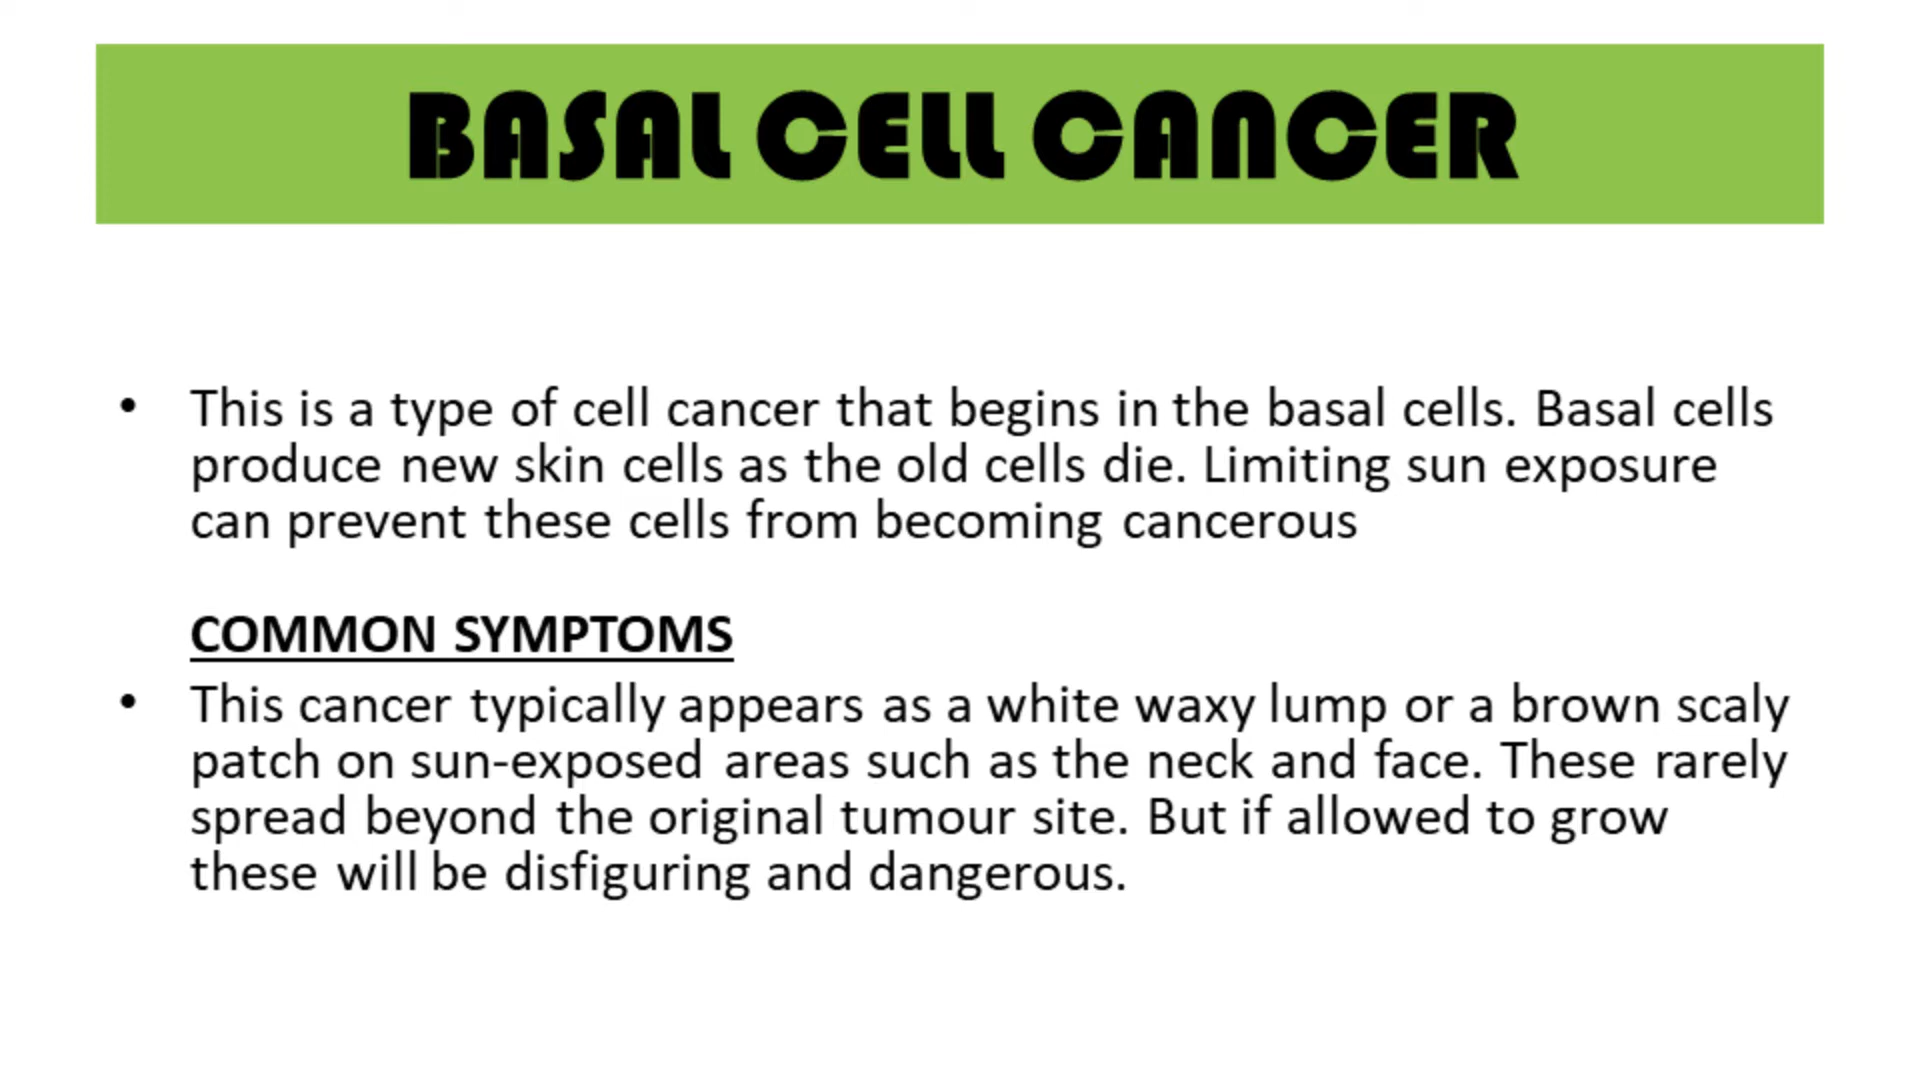 BASAL CELL CANCER
• This is a type of cell cancer that begins in the basal cells. Basal cells
produce new skin cells as the old cells die. Limiting sun exposure
can prevent these cells from becoming cancerous
COMMON SYMPTOMS
• This cancer typically appears as a white waxy lump or a brown scaly
patch on sun-exposed areas such as the neck and face. These rarely
spread beyond the original tumour site. But if allowed to grow
these will be disfiguring and dangerous.